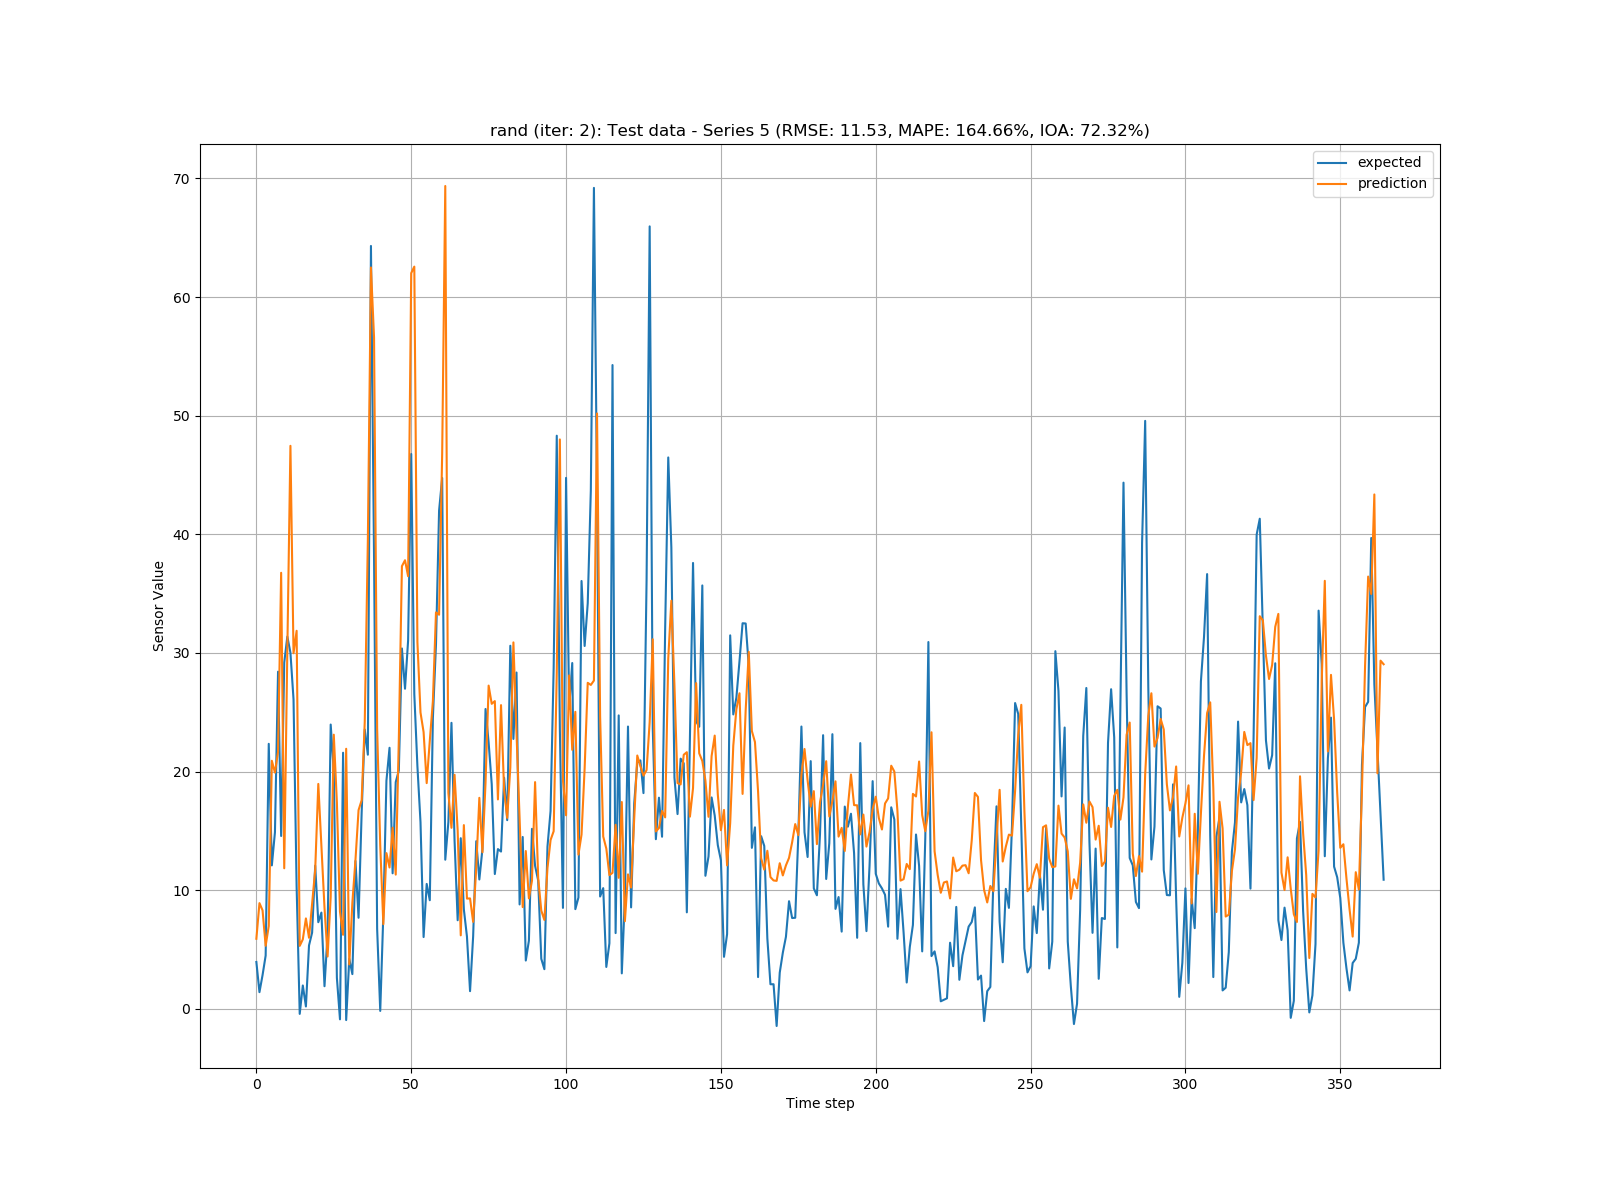 rand (iter: 2): Test data - Series 5 (RMSE: 11.53, MAPE: 164.66%, IOA: 72.32%)
expected
prediction
70
60
50
40
30
20
10
0
Sensor Value
0 50 100 150 200 250 300 350
Time step